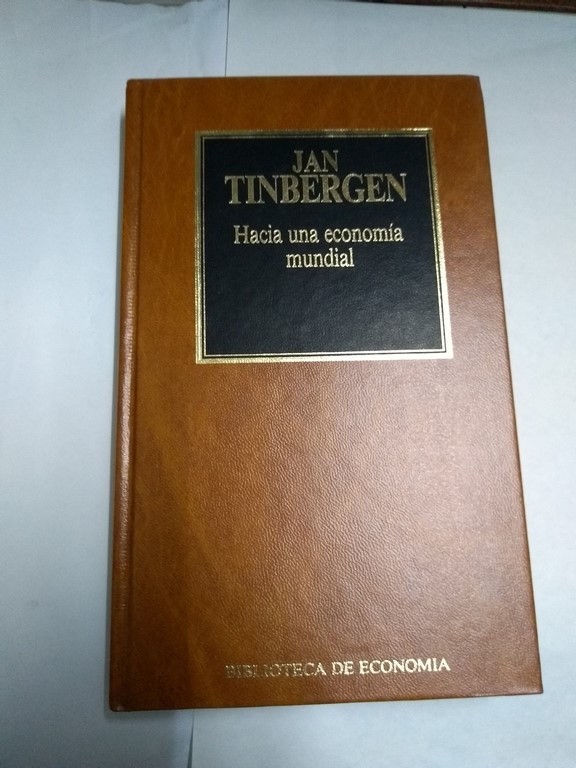 JAN
TINBERGEN
Hacia una economía
mundial
BIBLIOTECA DE ECONOMIA